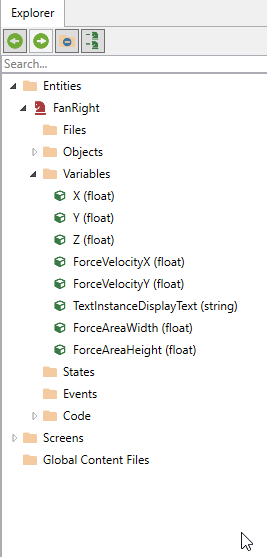 Explorer
Search...
Entities
FanRight
Files
Objects
Variables
X (float)
Y (float)
Z (float)
ForceVelocityX (float)
ForceVelocityY (float)
TextInstanceDisplayText (string)
ForceAreaWidth (float)
ForceAreaHeight (float)
States
Events
Code
Screens
Global Content Files